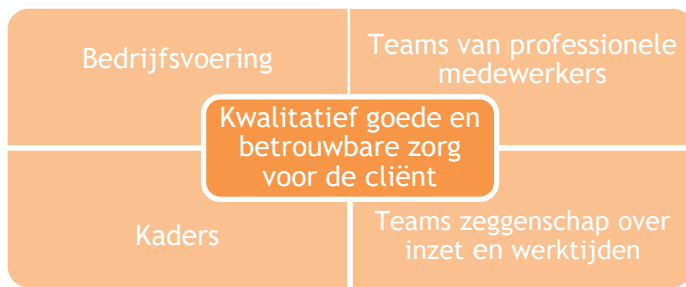 Bedrijfsvoering
Teams van professionele
medewerkers
Kwalitatief goede en
betrouwbare zorg
voor de cliënt
Kaders
Teams zeggenschap over
inzet en werktijden